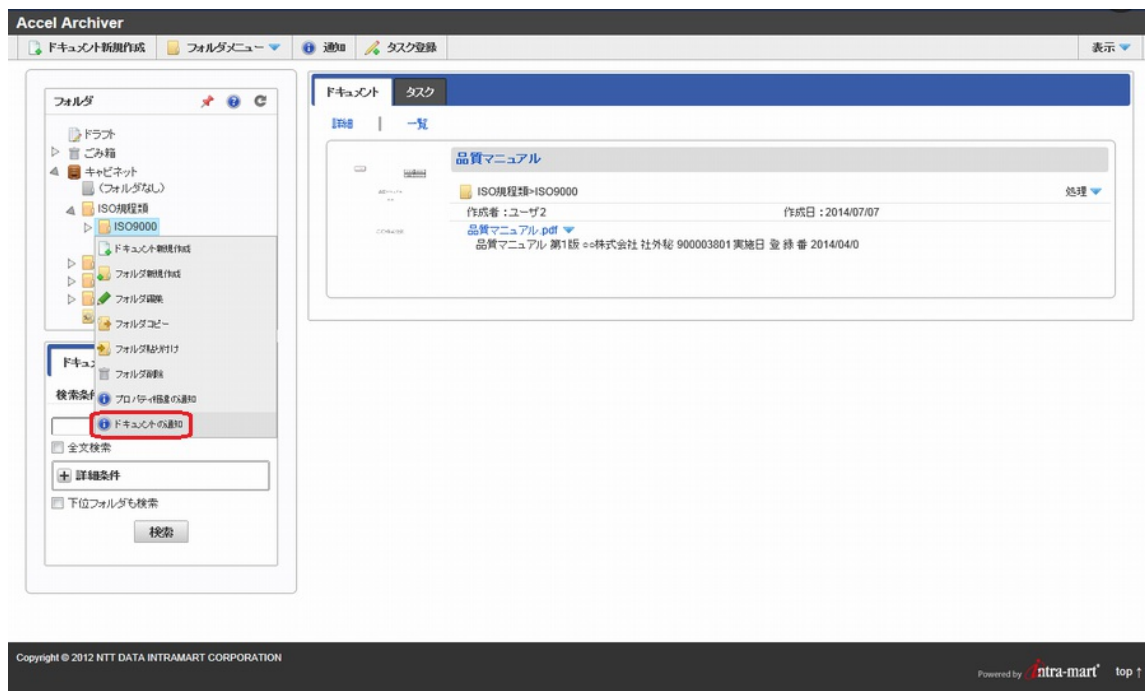 Accel Archiver
ドキュメント新規作成 フォルダメニュー 通知 タスク登録 表示
フォルダ
ドラフト
ごみ箱
キャビネット
(フォルダなし)
ISO規程類
ISO9000
ドキュメント新規作成
フォルダ新規作成
フォルダ編集
フォルダコピー
フォルダ貼り付け
フォルダ削除
プロパティ構造の通知
ドキュメントの通知
ドキュ
検索条件
全文検索
詳細条件
下位フォルダも検索
検索
ドキュメント タスク
詳細 | 一覧
品質マニュアル
ISO規程類>ISO9000 処理
作成者:ユーザ2 作成日:2014/07/07
品質マニュアル.pdf
品質マニュアル 第1版 ○○株式会社 社外秘 900003801 実施日 登 録 番 2014/04/0
Copyright © 2012 NTT DATA INTRAMART CORPORATION
Powered by intra-mart top ↑